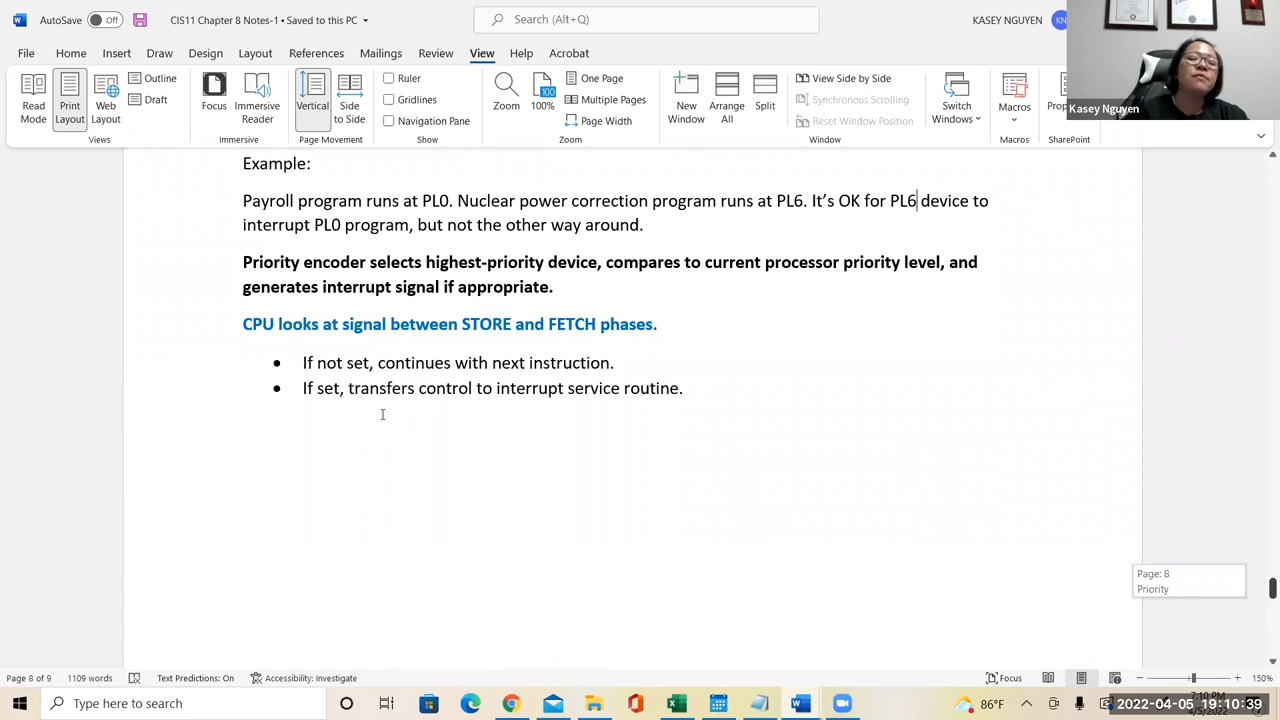 AutoSave Off CIS11 Chapter 8 Notes-1 • Saved to this PC Search (Alt+Q) KASEY NGUYEN KN
File Home Insert Draw Design Layout References Mailings Review View Help Acrobat
Read Mode
Print Layout
Web Layout
Outline
Draft
Views
Focus
Immersive Reader
Immersive
Vertical
Side to Side
Page Movement
Ruler
Gridlines
Navigation Pane
Show
Zoom
100
100%
One Page
Multiple Pages
Page Width
Zoom
New Window
Arrange All
Split
View Side by Side
Synchronous Scrolling
Reset Window Position
Window
Switch Windows
Macros
Macros
SharePoint
Kasey Nguyen
Example:
Payroll program runs at PL0. Nuclear power correction program runs at PL6. It’s OK for PL6 device to
interrupt PL0 program, but not the other way around.
Priority encoder selects highest-priority device, compares to current processor priority level, and
generates interrupt signal if appropriate.
CPU looks at signal between STORE and FETCH phases.
• If not set, continues with next instruction.
• If set, transfers control to interrupt service routine.
Page: 8
Priority
Page 8 of 9 1109 words Text Predictions: On Accessibility: Investigate Focus 150%
Type here to search 86°F 7:10 PM
2022-04-05 19:10:39